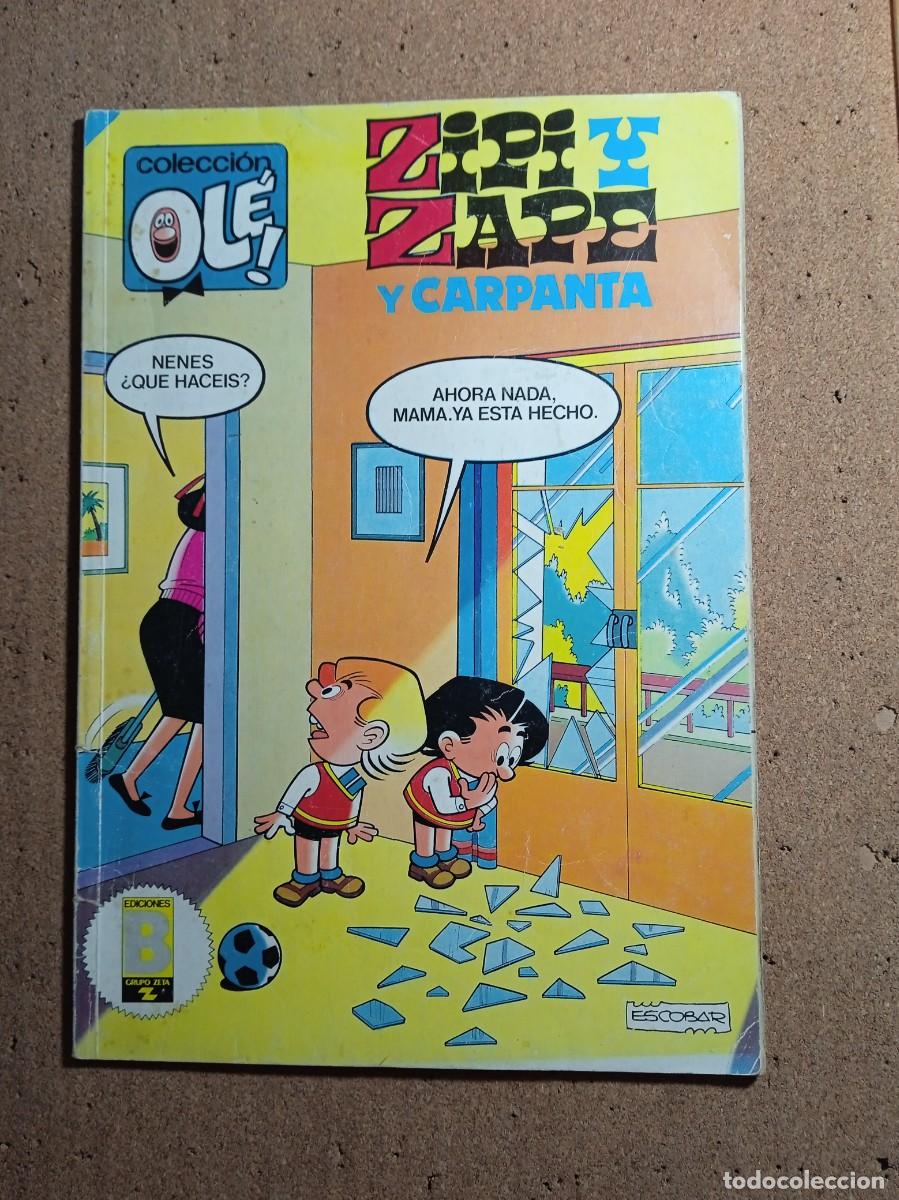 colección
OLÉ!
ZIPI Y
ZAPE
Y CARPANTA
NENES
¿QUE HACEIS?
AHORA NADA,
MAMA.YA ESTA HECHO.
EDICIONES
B
GRUPO ZETA
Z
ESCOBAR
todocoleccion